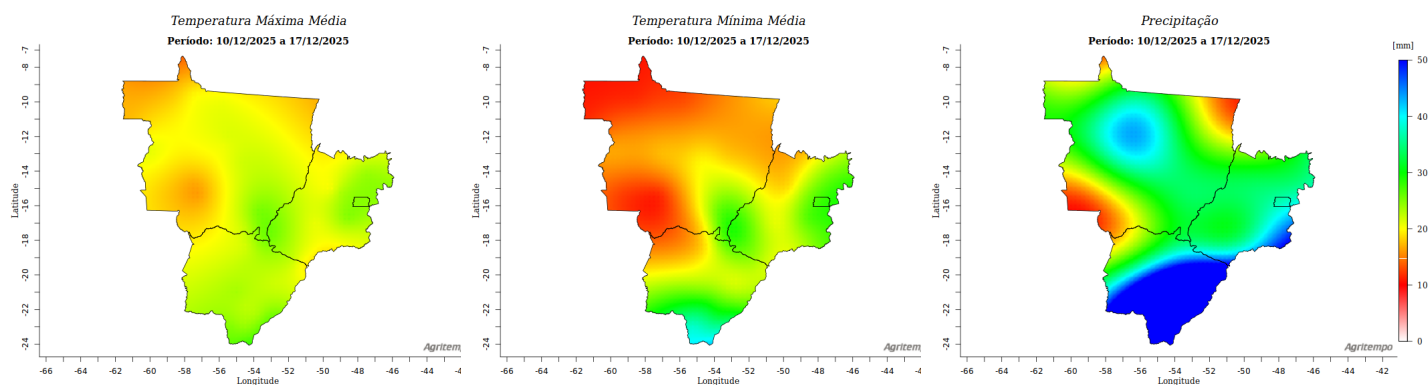 Temperatura Máxima Média
Período: 10/12/2025 a 17/12/2025
Latitude
-7
-8
-10
-12
-14
-16
-18
-20
-22
-24
-66 -64 -62 -60 -58 -56 -54 -52 -50 -48 -46 -44 -4
Longitude
Agritemp
Temperatura Mínima Média
Período: 10/12/2025 a 17/12/2025
Latitude
-7
-8
-10
-12
-14
-16
-18
-20
-22
-24
-66 -64 -62 -60 -58 -56 -54 -52 -50 -48 -46 -44 -4
Longitude
Agritemp
Precipitação
Período: 10/12/2025 a 17/12/2025
Latitude
-7
-8
-10
-12
-14
-16
-18
-20
-22
-24
-66 -64 -62 -60 -58 -56 -54 -52 -50 -48 -46 -44 -42
Longitude
Agritempo
[mm]
50
40
30
20
10
0